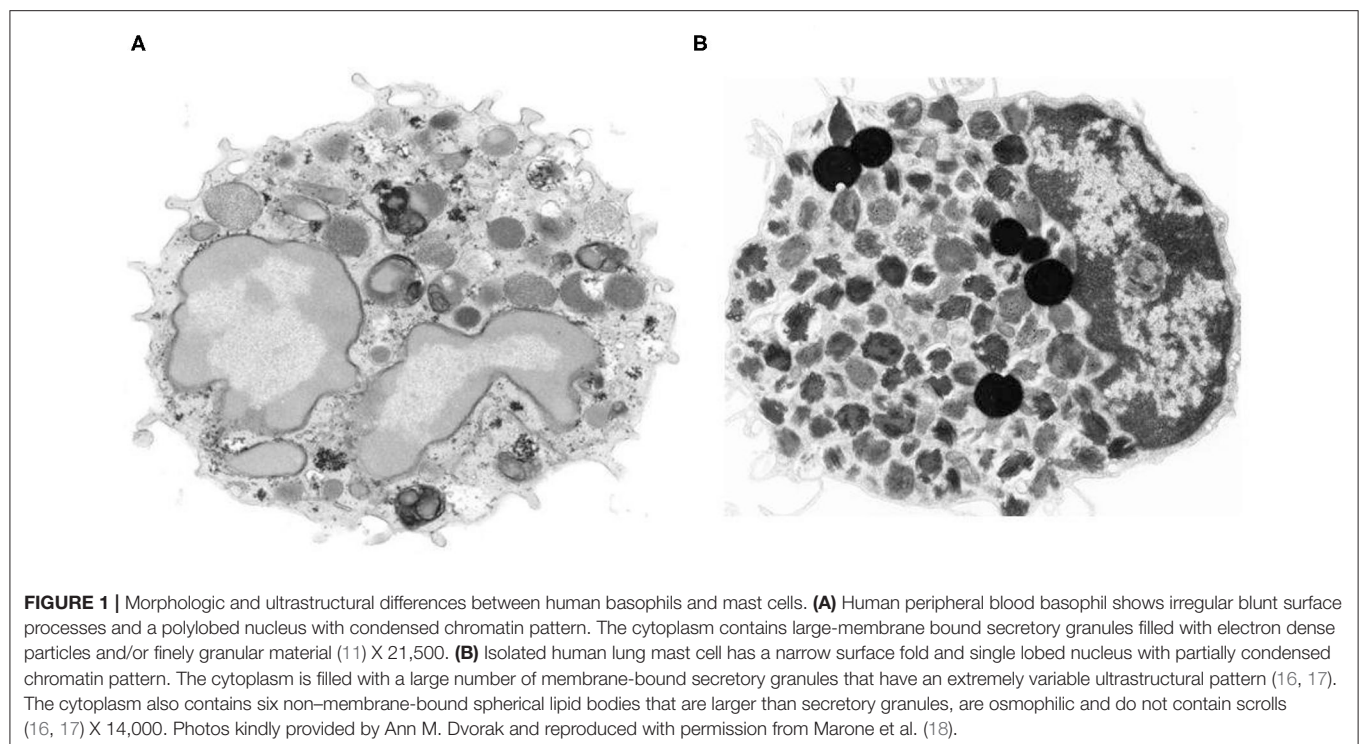 A
B
FIGURE 1 | Morphologic and ultrastructural differences between human basophils and mast cells. (A) Human peripheral blood basophil shows irregular blunt surface
processes and a polylobed nucleus with condensed chromatin pattern. The cytoplasm contains large-membrane bound secretory granules filled with electron dense
particles and/or finely granular material (11) X 21,500. (B) Isolated human lung mast cell has a narrow surface fold and single lobed nucleus with partially condensed
chromatin pattern. The cytoplasm is filled with a large number of membrane-bound secretory granules that have an extremely variable ultrastructural pattern (16, 17).
The cytoplasm also contains six non–membrane-bound spherical lipid bodies that are larger than secretory granules, are osmophilic and do not contain scrolls
(16, 17) X 14,000. Photos kindly provided by Ann M. Dvorak and reproduced with permission from Marone et al. (18).